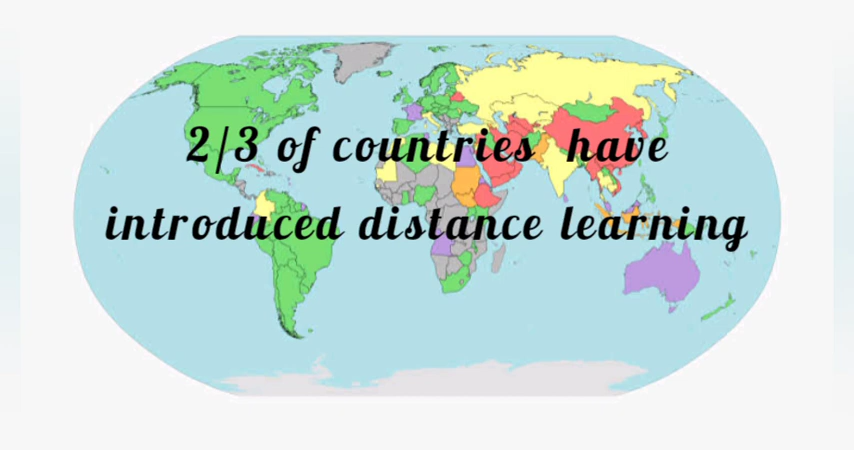 2/3 of countries have
introduced distance learning